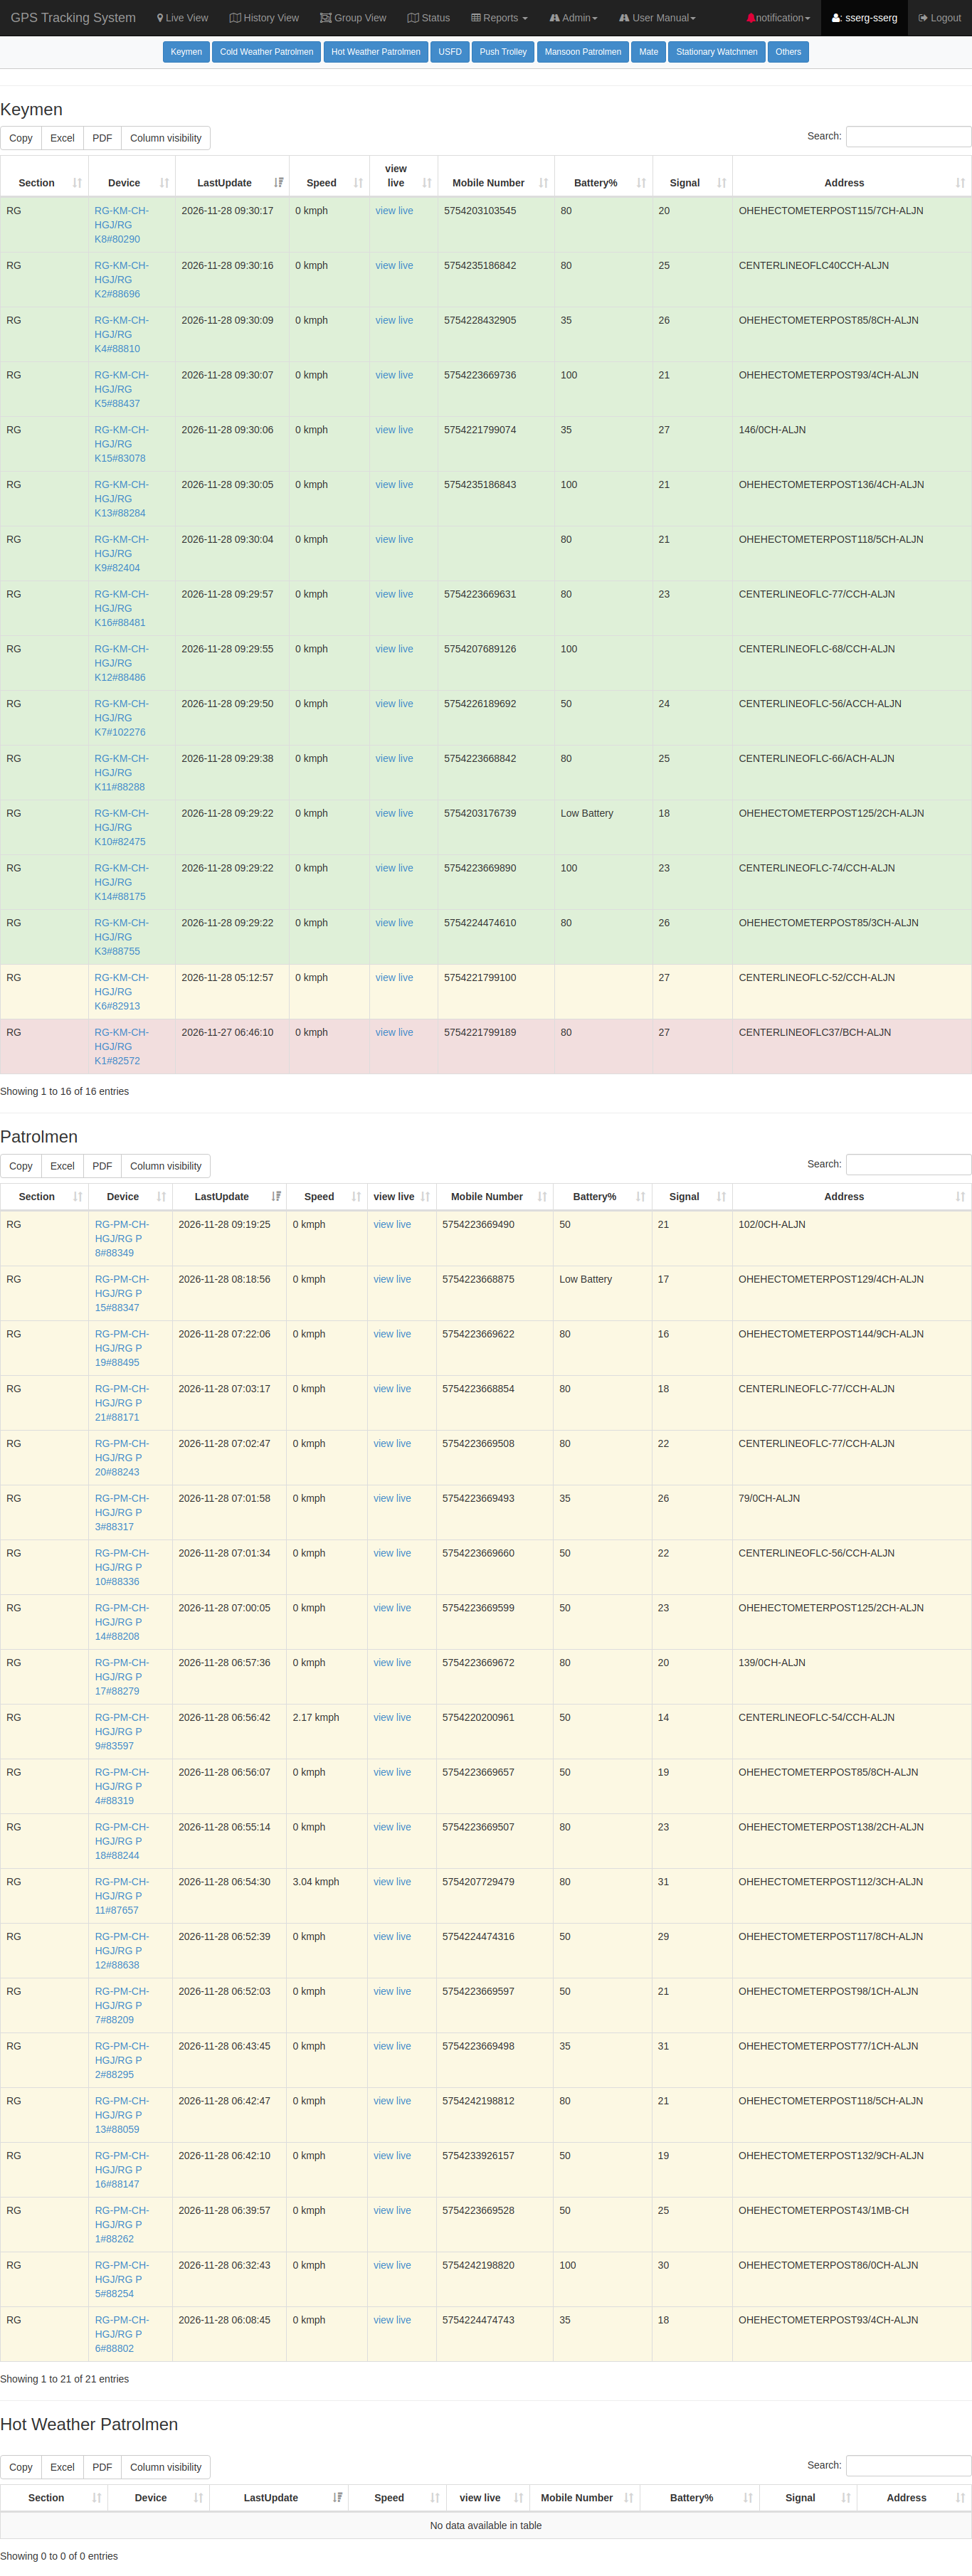 GPS Tracking System Live View History View Group View Status Reports Admin User Manual notification : sserg-sserg Logout
Keymen Cold Weather Patrolmen Hot Weather Patrolmen USFD Push Trolley Mansoon Patrolmen Mate Stationary Watchmen Others
Keymen
Copy Excel PDF Column visibility Search:
Section Device LastUpdate Speed view live Mobile Number Battery% Signal Address
RG RG-KM-CH-HGJ/RG K8#80290 2026-11-28 09:30:17 0 kmph view live 5754203103545 80 20 OHEHECTOMETERPOST115/7CH-ALJN
RG RG-KM-CH-HGJ/RG K2#88696 2026-11-28 09:30:16 0 kmph view live 5754235186842 80 25 CENTERLINEOFLC40CCH-ALJN
RG RG-KM-CH-HGJ/RG K4#88810 2026-11-28 09:30:09 0 kmph view live 5754228432905 35 26 OHEHECTOMETERPOST85/8CH-ALJN
RG RG-KM-CH-HGJ/RG K5#88437 2026-11-28 09:30:07 0 kmph view live 5754223669736 100 21 OHEHECTOMETERPOST93/4CH-ALJN
RG RG-KM-CH-HGJ/RG K15#83078 2026-11-28 09:30:06 0 kmph view live 5754221799074 35 27 146/0CH-ALJN
RG RG-KM-CH-HGJ/RG K13#88284 2026-11-28 09:30:05 0 kmph view live 5754235186843 100 21 OHEHECTOMETERPOST136/4CH-ALJN
RG RG-KM-CH-HGJ/RG K9#82404 2026-11-28 09:30:04 0 kmph view live 80 21 OHEHECTOMETERPOST118/5CH-ALJN
RG RG-KM-CH-HGJ/RG K16#88481 2026-11-28 09:29:57 0 kmph view live 5754223669631 80 23 CENTERLINEOFLC-77/CCH-ALJN
RG RG-KM-CH-HGJ/RG K12#88486 2026-11-28 09:29:55 0 kmph view live 5754207689126 100 CENTERLINEOFLC-68/CCH-ALJN
RG RG-KM-CH-HGJ/RG K7#102276 2026-11-28 09:29:50 0 kmph view live 5754226189692 50 24 CENTERLINEOFLC-56/ACCH-ALJN
RG RG-KM-CH-HGJ/RG K11#88288 2026-11-28 09:29:38 0 kmph view live 5754223668842 80 25 CENTERLINEOFLC-66/ACH-ALJN
RG RG-KM-CH-HGJ/RG K10#82475 2026-11-28 09:29:22 0 kmph view live 5754203176739 Low Battery 18 OHEHECTOMETERPOST125/2CH-ALJN
RG RG-KM-CH-HGJ/RG K14#88175 2026-11-28 09:29:22 0 kmph view live 5754223669890 100 23 CENTERLINEOFLC-74/CCH-ALJN
RG RG-KM-CH-HGJ/RG K3#88755 2026-11-28 09:29:22 0 kmph view live 5754224474610 80 26 OHEHECTOMETERPOST85/3CH-ALJN
RG RG-KM-CH-HGJ/RG K6#82913 2026-11-28 05:12:57 0 kmph view live 5754221799100 27 CENTERLINEOFLC-52/CCH-ALJN
RG RG-KM-CH-HGJ/RG K1#82572 2026-11-27 06:46:10 0 kmph view live 5754221799189 80 27 CENTERLINEOFLC37/BCH-ALJN
Showing 1 to 16 of 16 entries
Patrolmen
Copy Excel PDF Column visibility Search:
Section Device LastUpdate Speed view live Mobile Number Battery% Signal Address
RG RG-PM-CH-HGJ/RG P 8#88349 2026-11-28 09:19:25 0 kmph view live 5754223669490 50 21 102/0CH-ALJN
RG RG-PM-CH-HGJ/RG P 15#88347 2026-11-28 08:18:56 0 kmph view live 5754223668875 Low Battery 17 OHEHECTOMETERPOST129/4CH-ALJN
RG RG-PM-CH-HGJ/RG P 19#88495 2026-11-28 07:22:06 0 kmph view live 5754223669622 80 16 OHEHECTOMETERPOST144/9CH-ALJN
RG RG-PM-CH-HGJ/RG P 21#88171 2026-11-28 07:03:17 0 kmph view live 5754223668854 80 18 CENTERLINEOFLC-77/CCH-ALJN
RG RG-PM-CH-HGJ/RG P 20#88243 2026-11-28 07:02:47 0 kmph view live 5754223669508 80 22 CENTERLINEOFLC-77/CCH-ALJN
RG RG-PM-CH-HGJ/RG P 3#88317 2026-11-28 07:01:58 0 kmph view live 5754223669493 35 26 79/0CH-ALJN
RG RG-PM-CH-HGJ/RG P 10#88336 2026-11-28 07:01:34 0 kmph view live 5754223669660 50 22 CENTERLINEOFLC-56/CCH-ALJN
RG RG-PM-CH-HGJ/RG P 14#88208 2026-11-28 07:00:05 0 kmph view live 5754223669599 50 23 OHEHECTOMETERPOST125/2CH-ALJN
RG RG-PM-CH-HGJ/RG P 17#88279 2026-11-28 06:57:36 0 kmph view live 5754223669672 80 20 139/0CH-ALJN
RG RG-PM-CH-HGJ/RG P 9#83597 2026-11-28 06:56:42 2.17 kmph view live 5754220200961 50 14 CENTERLINEOFLC-54/CCH-ALJN
RG RG-PM-CH-HGJ/RG P 4#88319 2026-11-28 06:56:07 0 kmph view live 5754223669657 50 19 OHEHECTOMETERPOST85/8CH-ALJN
RG RG-PM-CH-HGJ/RG P 18#88244 2026-11-28 06:55:14 0 kmph view live 5754223669507 80 23 OHEHECTOMETERPOST138/2CH-ALJN
RG RG-PM-CH-HGJ/RG P 11#87657 2026-11-28 06:54:30 3.04 kmph view live 5754207729479 80 31 OHEHECTOMETERPOST112/3CH-ALJN
RG RG-PM-CH-HGJ/RG P 12#88638 2026-11-28 06:52:39 0 kmph view live 5754224474316 50 29 OHEHECTOMETERPOST117/8CH-ALJN
RG RG-PM-CH-HGJ/RG P 7#88209 2026-11-28 06:52:03 0 kmph view live 5754223669597 50 21 OHEHECTOMETERPOST98/1CH-ALJN
RG RG-PM-CH-HGJ/RG P 2#88295 2026-11-28 06:43:45 0 kmph view live 5754223669498 35 31 OHEHECTOMETERPOST77/1CH-ALJN
RG RG-PM-CH-HGJ/RG P 13#88059 2026-11-28 06:42:47 0 kmph view live 5754242198812 80 21 OHEHECTOMETERPOST118/5CH-ALJN
RG RG-PM-CH-HGJ/RG P 16#88147 2026-11-28 06:42:10 0 kmph view live 5754233926157 50 19 OHEHECTOMETERPOST132/9CH-ALJN
RG RG-PM-CH-HGJ/RG P 1#88262 2026-11-28 06:39:57 0 kmph view live 5754223669528 50 25 OHEHECTOMETERPOST43/1MB-CH
RG RG-PM-CH-HGJ/RG P 5#88254 2026-11-28 06:32:43 0 kmph view live 5754242198820 100 30 OHEHECTOMETERPOST86/0CH-ALJN
RG RG-PM-CH-HGJ/RG P 6#88802 2026-11-28 06:08:45 0 kmph view live 5754224474743 35 18 OHEHECTOMETERPOST93/4CH-ALJN
Showing 1 to 21 of 21 entries
Hot Weather Patrolmen
Copy Excel PDF Column visibility Search:
Section Device LastUpdate Speed view live Mobile Number Battery% Signal Address
No data available in table
Showing 0 to 0 of 0 entries